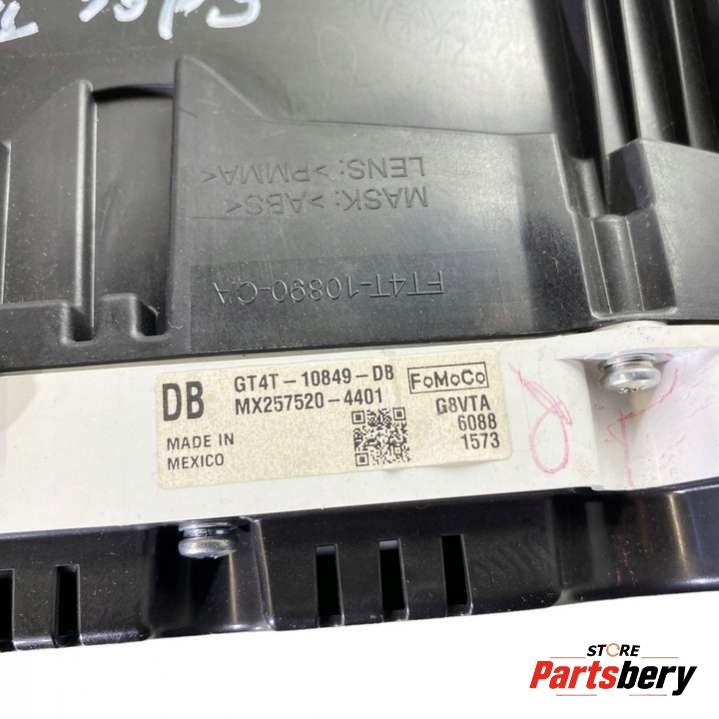 LENS: >PMMA<
MASK: >ABS<
FT4T-10890-CA
DB
GT4T-10849-DB
MX257520-4401
MADE IN
MEXICO
FoMoCo
G8VTA
6088
1573
STORE
Partsbery